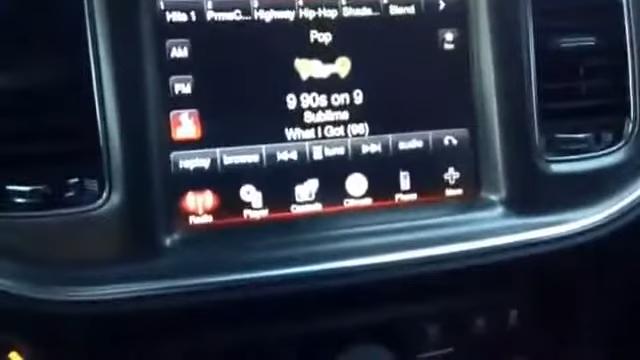 Hits 1 PrmeC... Highway Hip-Hop Shade... Blend
Pop
AM
FM
9 90s on 9
Sublime
What I Got (96)
replay browse tune audio
Radio Player Controls Climate Phone More